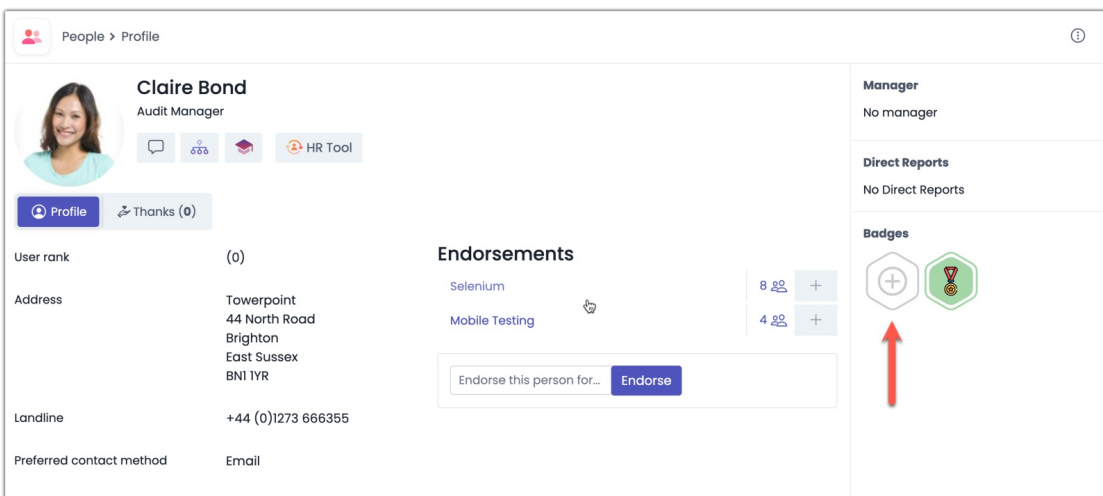 People > Profile
Claire Bond
Audit Manager
HR Tool
Profile
Thanks (0)
User rank (0)
Address Towerpoint
44 North Road
Brighton
East Sussex
BN1 1YR
Landline +44 (0)1273 666355
Preferred contact method Email
Endorsements
Selenium 8 +
Mobile Testing 4 +
Endorse this person for... Endorse
Manager
No manager
Direct Reports
No Direct Reports
Badges